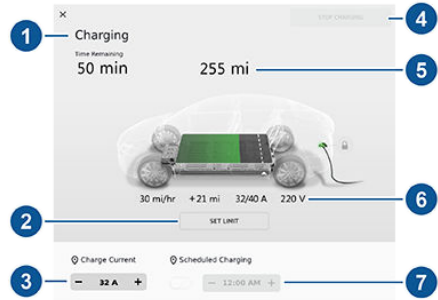 ×
STOP CHARGING
4
1
Charging
Time Remaining
50 min
255 mi
5
30 mi/hr +21 mi 32/40 A 220 V
6
2
SET LIMIT
Charge Current
Scheduled Charging
3
− 32 A +
− 12:00 AM +
7